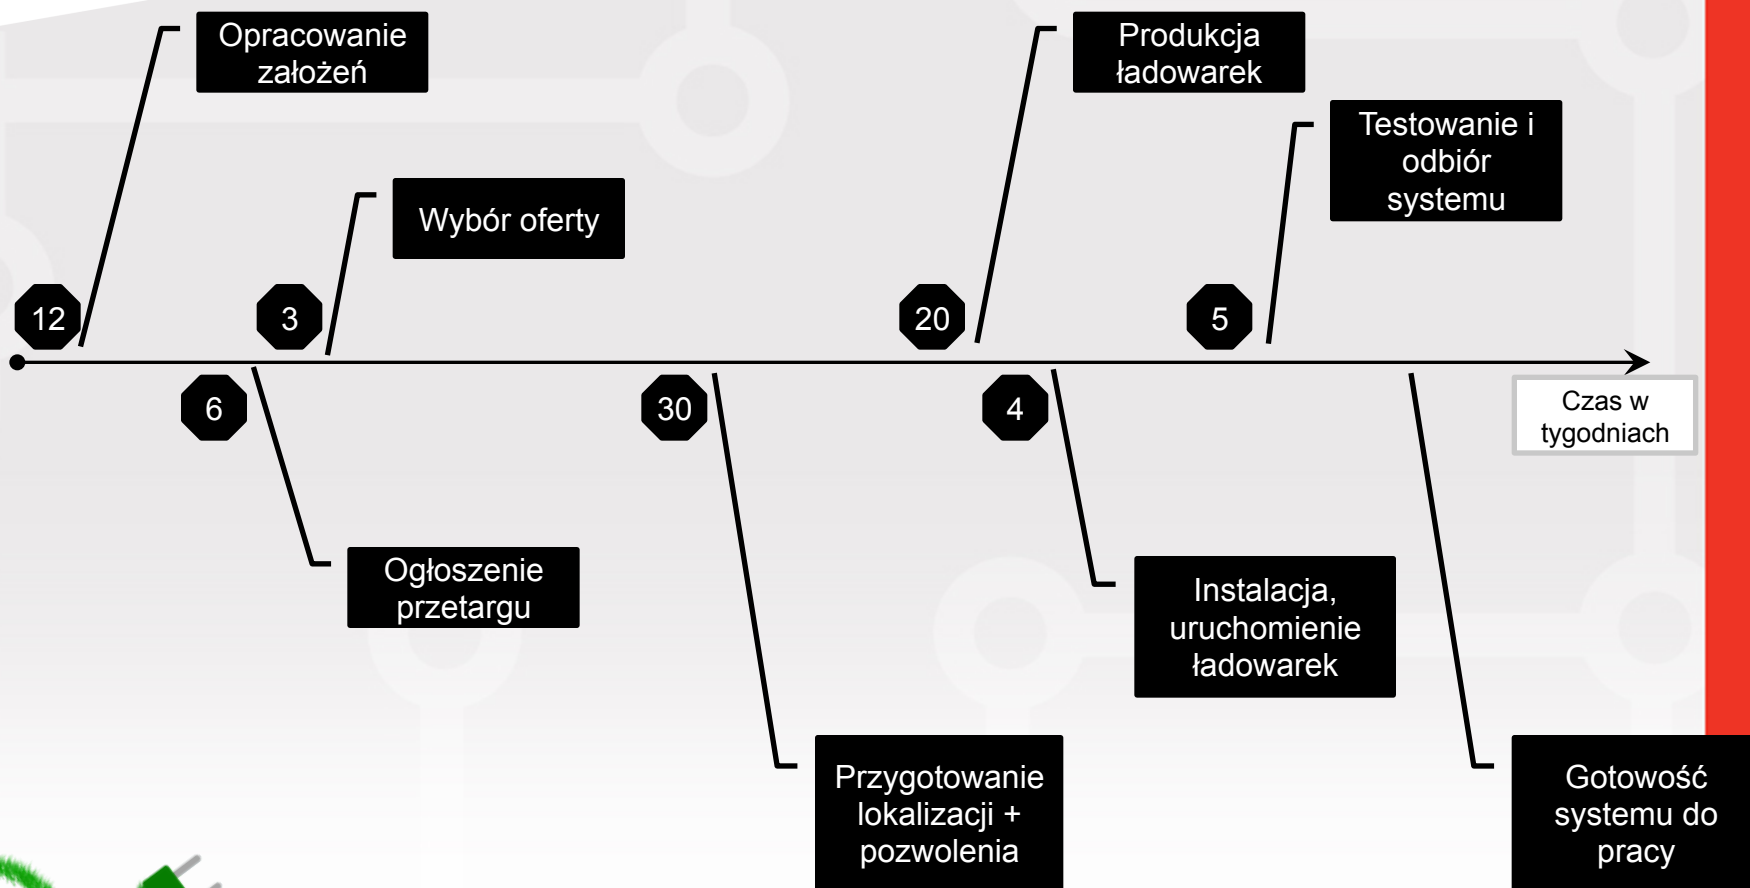 Opracowanie
założeń
Produkcja
ładowarek
Testowanie i
odbiór
systemu
Wybór oferty
12
3
20
5
6
30
4
Czas w
tygodniach
Ogłoszenie
przetargu
Instalacja,
uruchomienie
ładowarek
Przygotowanie
lokalizacji +
pozwolenia
Gotowość
systemu do
pracy